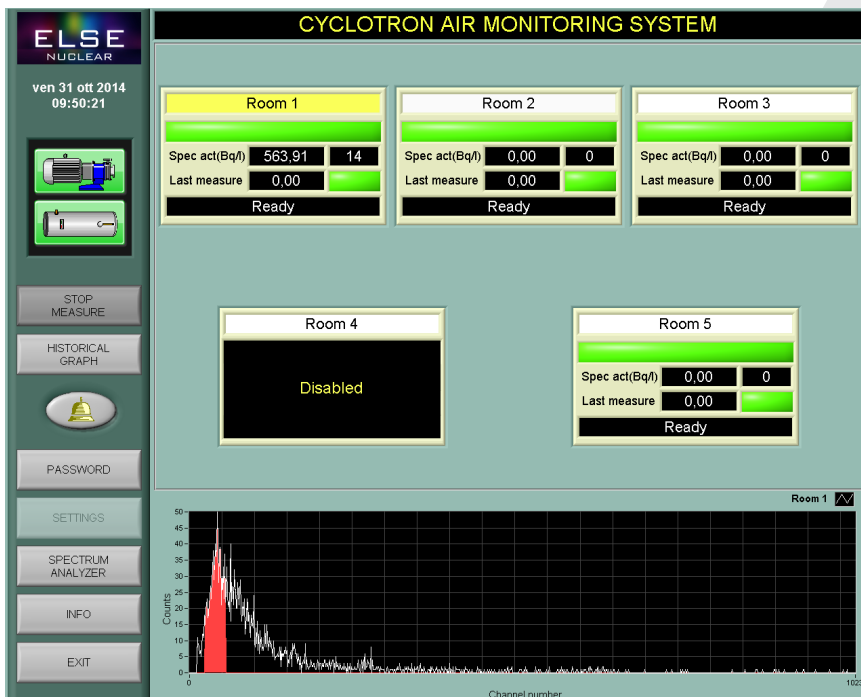 ELSE
NUCLEAR
CYCLOTRON AIR MONITORING SYSTEM
ven 31 ott 2014
09:50:21
Room 1
Spec act(Bq/l) 563,91 14
Last measure 0,00
Ready
Room 2
Spec act(Bq/l) 0,00 0
Last measure 0,00
Ready
Room 3
Spec act(Bq/l) 0,00 0
Last measure 0,00
Ready
STOP
MEASURE
HISTORICAL
GRAPH
PASSWORD
SETTINGS
SPECTRUM
ANALYZER
INFO
EXIT
Room 4
Disabled
Room 5
Spec act(Bq/l) 0,00 0
Last measure 0,00
Ready
Room 1
Counts
50
45
40
35
30
25
20
15
10
5
0
0 1023
Channel number